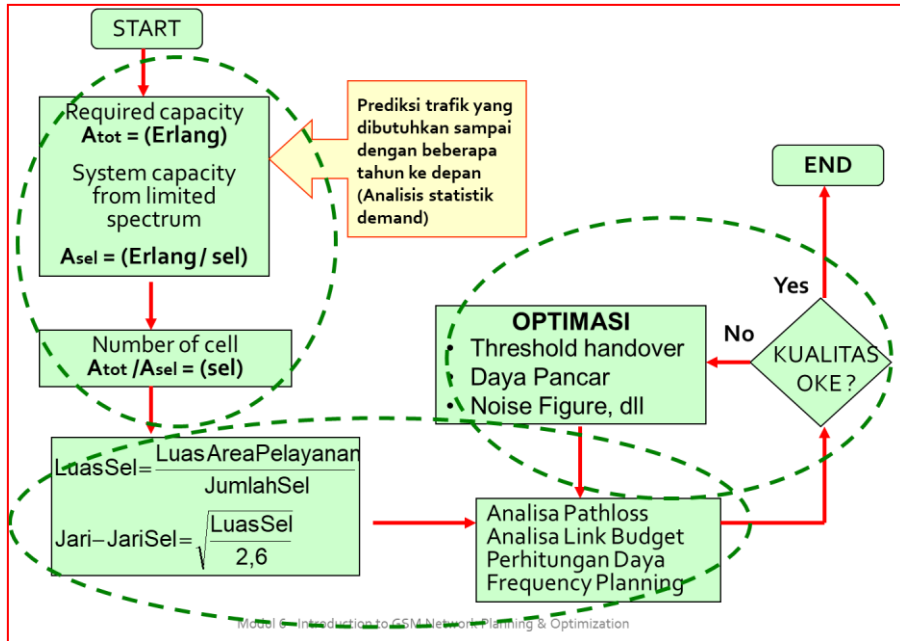 START
Required capacity
Atot = (Erlang)
System capacity
from limited
spectrum
Asel = (Erlang / sel)
Prediksi trafik yang
dibutuhkan sampai
dengan beberapa
tahun ke depan
(Analisis statistik
demand)
Number of cell
Atot /Asel = (sel)
LuasSel = LuasAreaPelayanan / JumlahSel
Jari-JariSel = √(LuasSel / 2,6)
Analisa Pathloss
Analisa Link Budget
Perhitungan Daya
Frequency Planning
OPTIMASI
• Threshold handover
• Daya Pancar
• Noise Figure, dll
No
KUALITAS
OKE ?
Yes
END
Modul 6 - Introduction to GSM Network Planning & Optimization